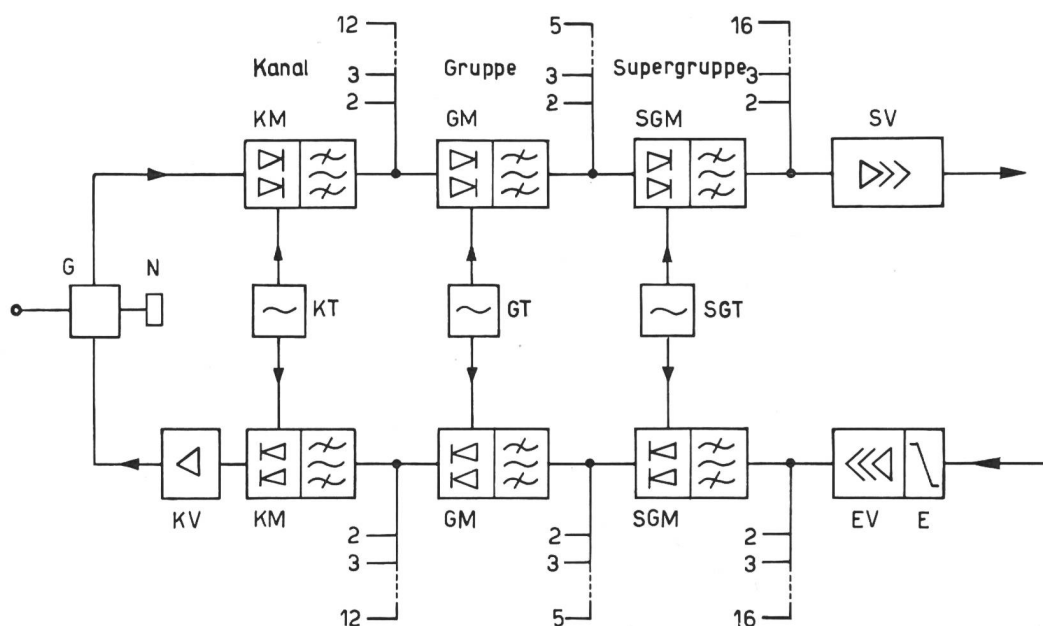 12 5 16
Kanal Gruppe Supergruppe
3 3 3
2 2 2
KM GM SGM SV
G N
KT GT SGT
KV KM GM SGM EV E
2 2 2
3 3 3
12 5 16